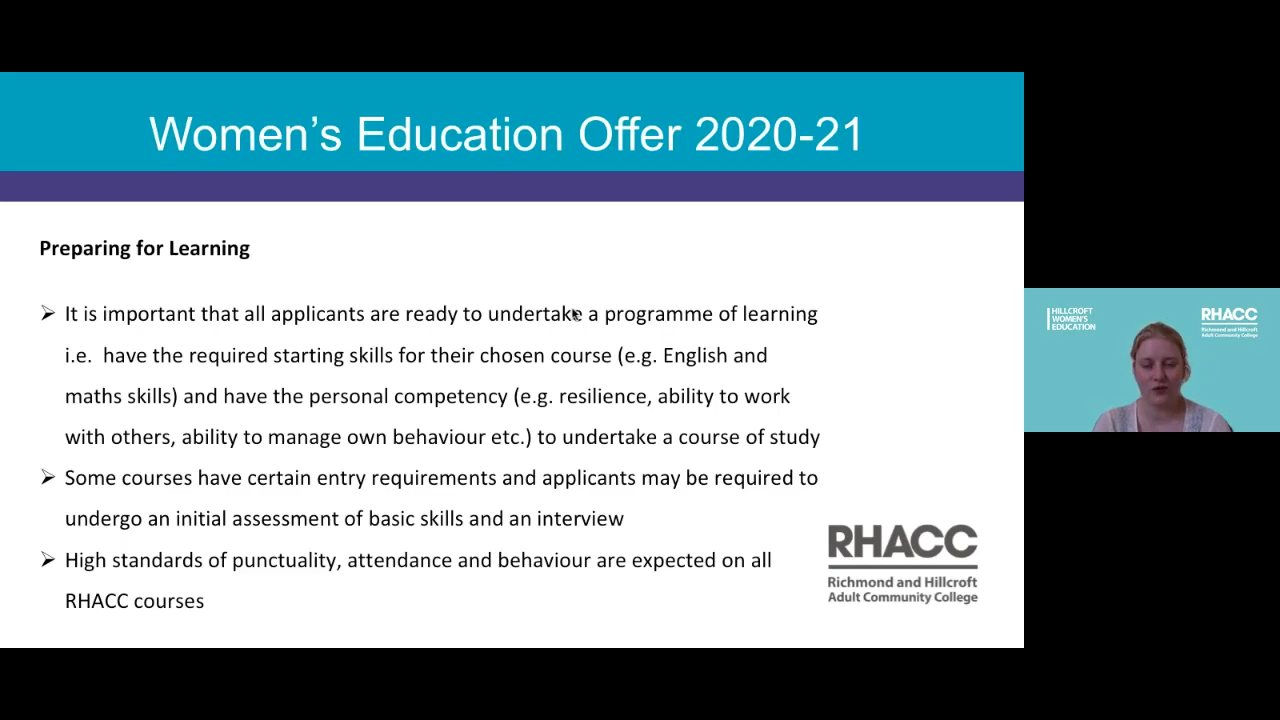 Women's Education Offer 2020-21
Preparing for Learning
➢ It is important that all applicants are ready to undertake a programme of learning
i.e. have the required starting skills for their chosen course (e.g. English and
maths skills) and have the personal competency (e.g. resilience, ability to work
with others, ability to manage own behaviour etc.) to undertake a course of study
➢ Some courses have certain entry requirements and applicants may be required to
undergo an initial assessment of basic skills and an interview
➢ High standards of punctuality, attendance and behaviour are expected on all
RHACC courses
RHACC
Richmond and Hillcroft
Adult Community College
HILLCROFT
WOMEN'S
EDUCATION
RHACC
Richmond and Hillcroft
Adult Community College